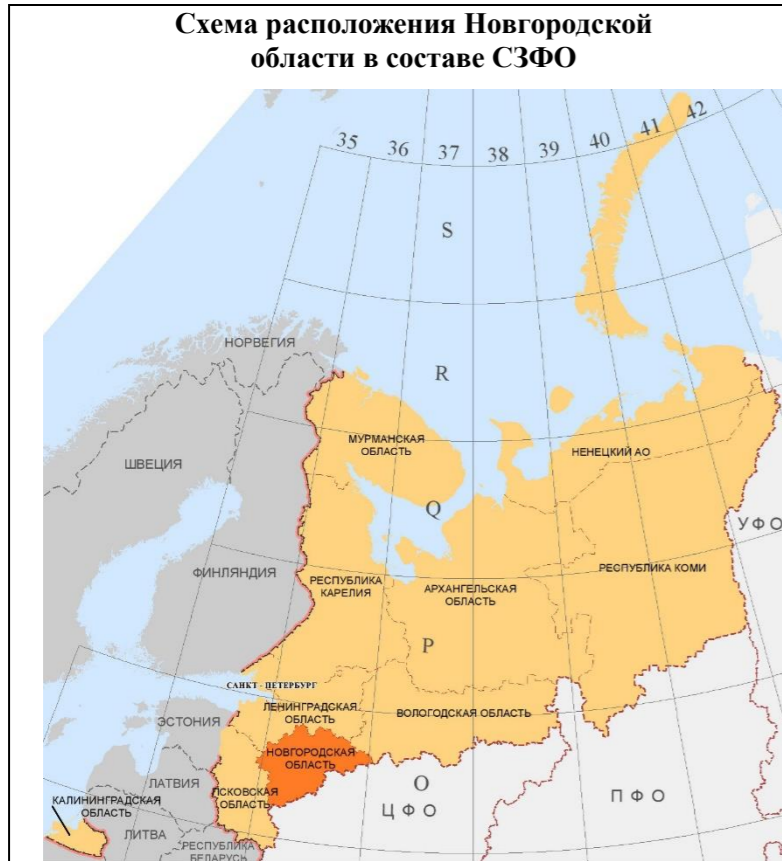 Схема расположения Новгородской
области в составе СЗФО
35 36 37 38 39 40 41 42
S
НОРВЕГИЯ
R
МУРМАНСКАЯ
ОБЛАСТЬ
НЕНЕЦКИЙ АО
ШВЕЦИЯ
Q
УФО
ФИНЛЯНДИЯ
РЕСПУБЛИКА
КАРЕЛИЯ
АРХАНГЕЛЬСКАЯ
ОБЛАСТЬ
РЕСПУБЛИКА КОМИ
P
САНКТ - ПЕТЕРБУРГ
ЭСТОНИЯ
ЛЕНИНГРАДСКАЯ
ОБЛАСТЬ
ВОЛОГОДСКАЯ ОБЛАСТЬ
НОВГОРОДСКАЯ
ОБЛАСТЬ
ЛАТВИЯ
ПСКОВСКАЯ
ОБЛАСТЬ
O
ЦФО
ПФО
КАЛИНИНГРАДСКАЯ
ОБЛАСТЬ
ЛИТВА
РЕСПУБЛИКА
БЕЛАРУСЬ